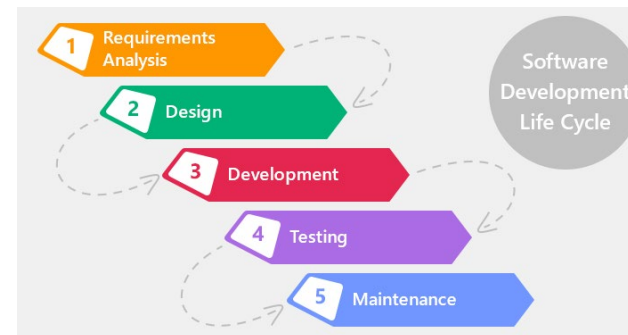 1
Requirements
Analysis
2
Design
3
Development
4
Testing
5
Maintenance
Software
Development
Life Cycle